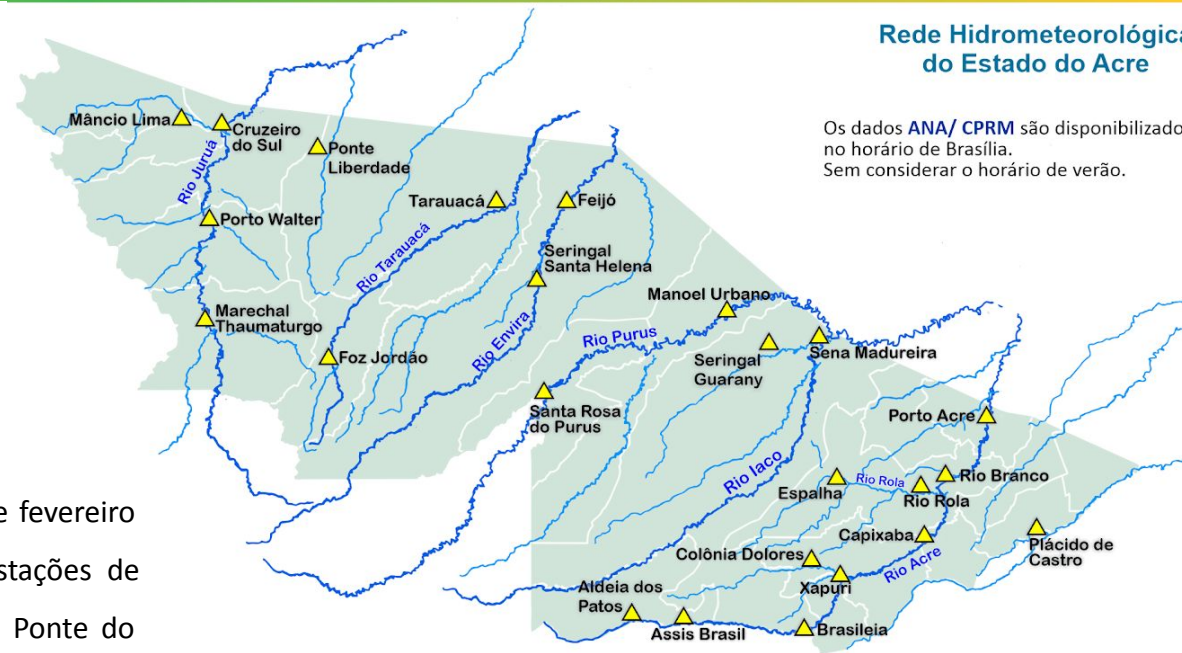 Rede Hidrometeorológica
do Estado do Acre
Os dados ANA/ CPRM são
no horário de Brasília.
Sem considerar o horário de verão.
Mâncio Lima
Cruzeiro
do Sul
Ponte
Liberdade
Rio Juruá
Porto Walter
Tarauacá
Feijó
Rio Tarauacá
Seringal
Santa Helena
Marechal
Thaumaturgo
Foz Jordão
Rio Envira
Manoel Urbano
Rio Purus
Seringal
Guarany
Sena Madureira
Santa Rosa
do Purus
Porto Acre
Rio Iaco
Espalha
Rio Rola
Rio Branco
Rio Rola
Capixaba
Plácido de
Castro
Colônia Dolores
Rio Acre
Xapuri
Aldeia dos
Patos
Assis Brasil
Brasileia
fevereiro
de
Ponte do